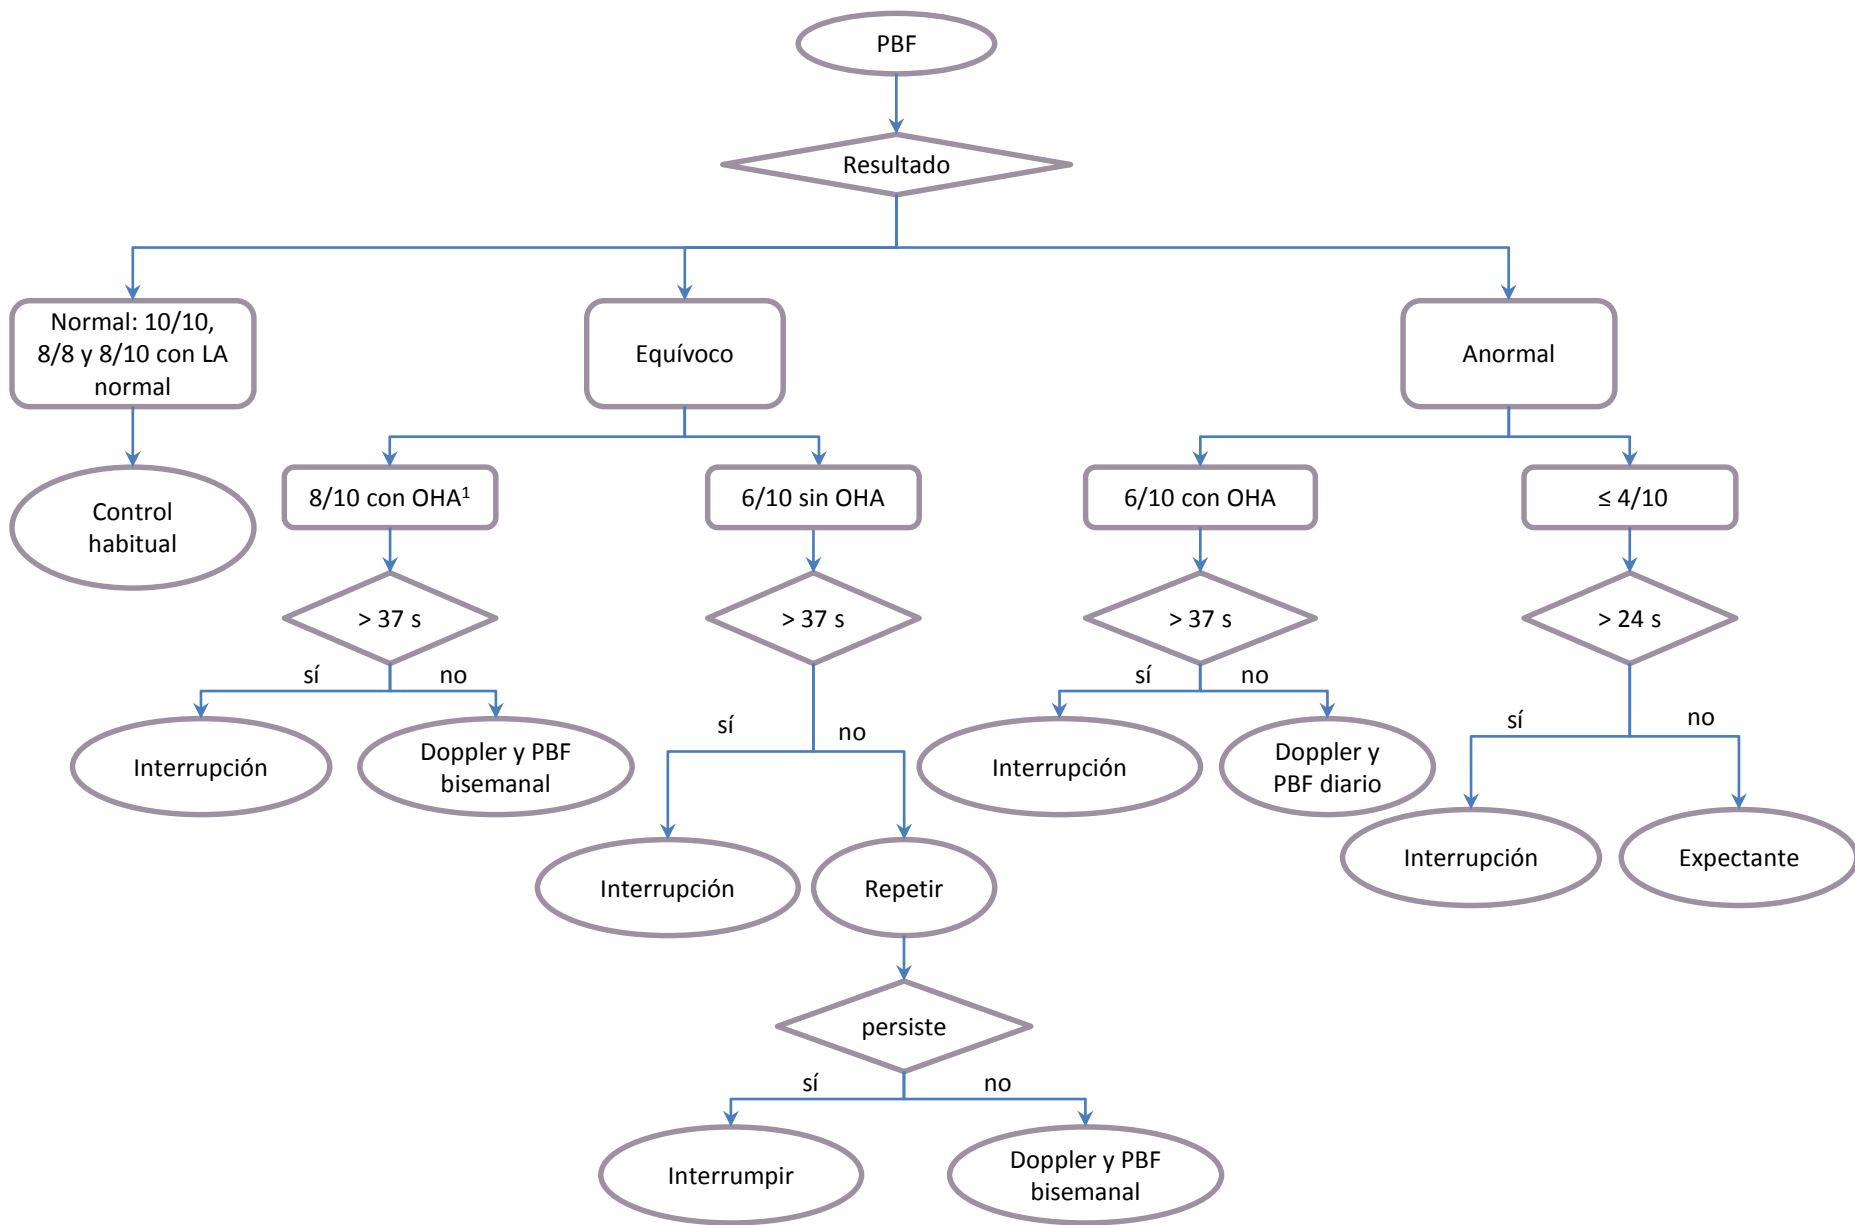 PBF
Resultado
Normal: 10/10,
8/8 y 8/10 con LA
normal
Equívoco
Anormal
Control
habitual
8/10 con OHA¹
6/10 sin OHA
6/10 con OHA
≤ 4/10
> 37 s
> 37 s
> 37 s
> 24 s
sí
no
sí
no
sí
no
sí
no
Interrupción
Doppler y PBF
bisemanal
Interrupción
Doppler y
PBF diario
Interrupción
Repetir
Interrupción
Expectante
persiste
sí
no
Interrumpir
Doppler y PBF
bisemanal